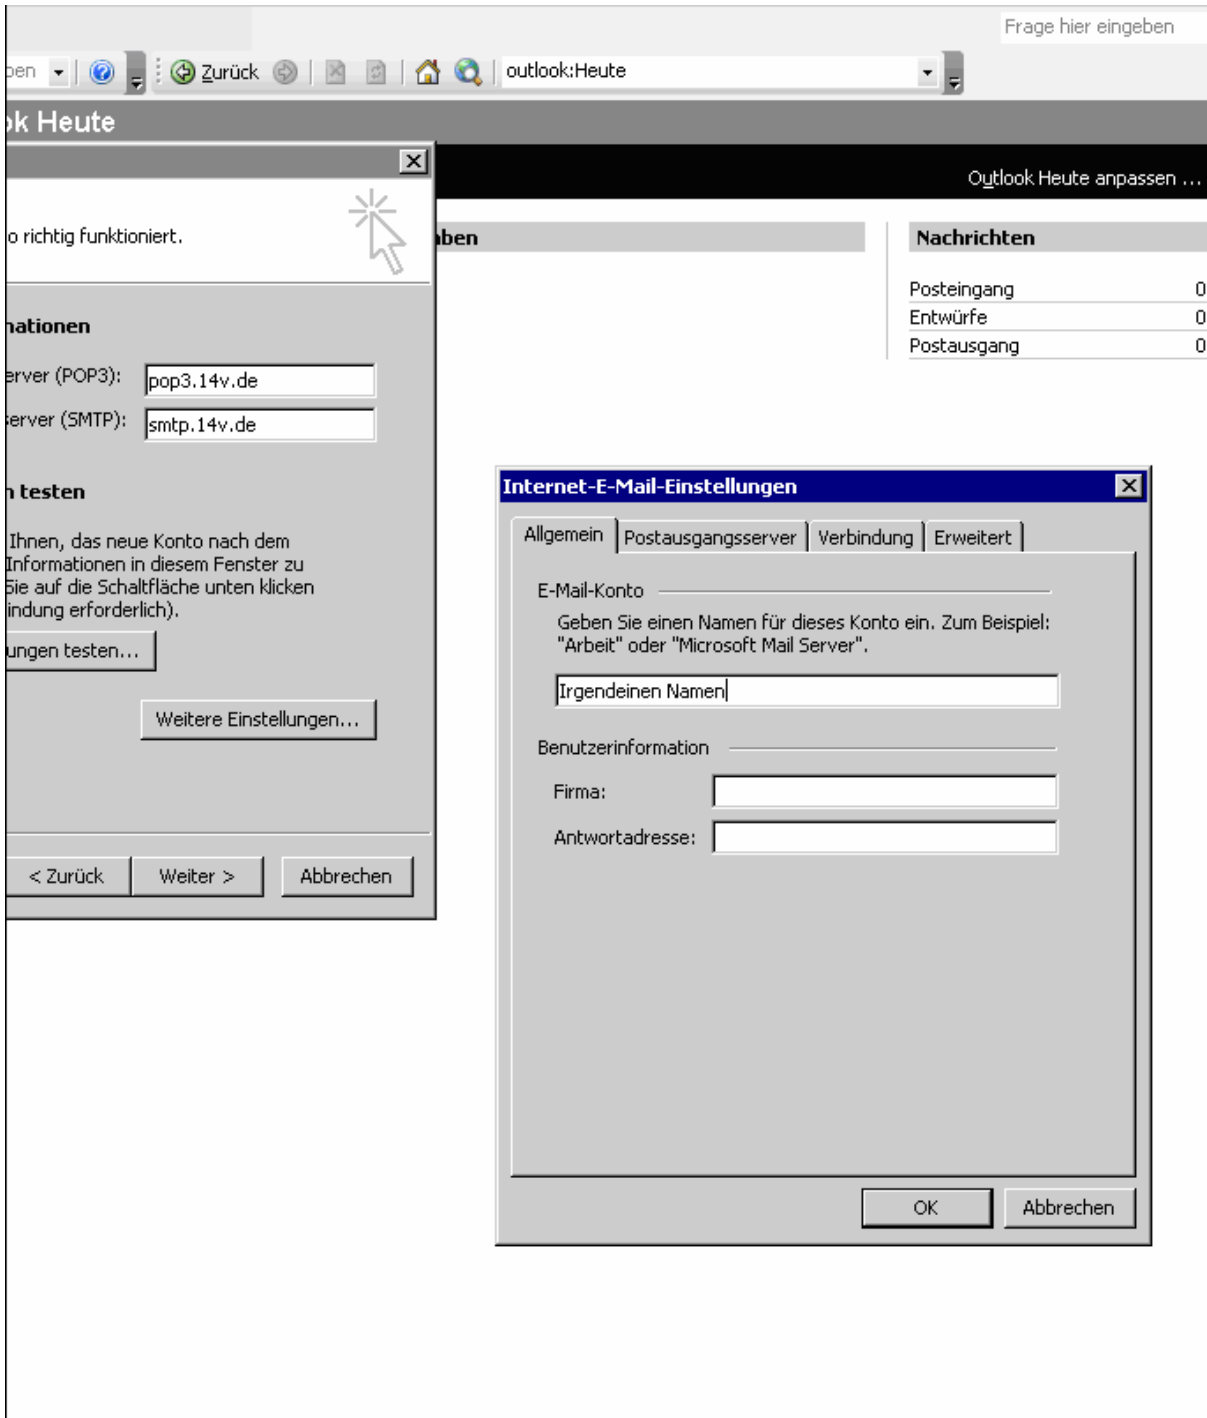 Frage hier eingeben
Zurück
outlook:Heute
Heute
Outlook Heute anpassen ...
richtig funktioniert.
Nachrichten
Posteingang 0
Entwürfe 0
Postausgang 0
(POP3): pop3.14v.de
(SMTP): smtp.14v.de
testen
Ihnen, das neue Konto nach dem
Informationen in diesem Fenster zu
Sie auf die Schaltfläche unten klicken
erforderlich).
testen...
Weitere Einstellungen...
< Zurück
Weiter >
Abbrechen
Internet-E-Mail-Einstellungen
Allgemein Postausgangsserver Verbindung Erweitert
E-Mail-Konto
Geben Sie einen Namen für dieses Konto ein. Zum Beispiel:
"Arbeit" oder "Microsoft Mail Server".
Irgendeinen Namen
Benutzerinformation
Firma:
Antwortadresse:
OK
Abbrechen